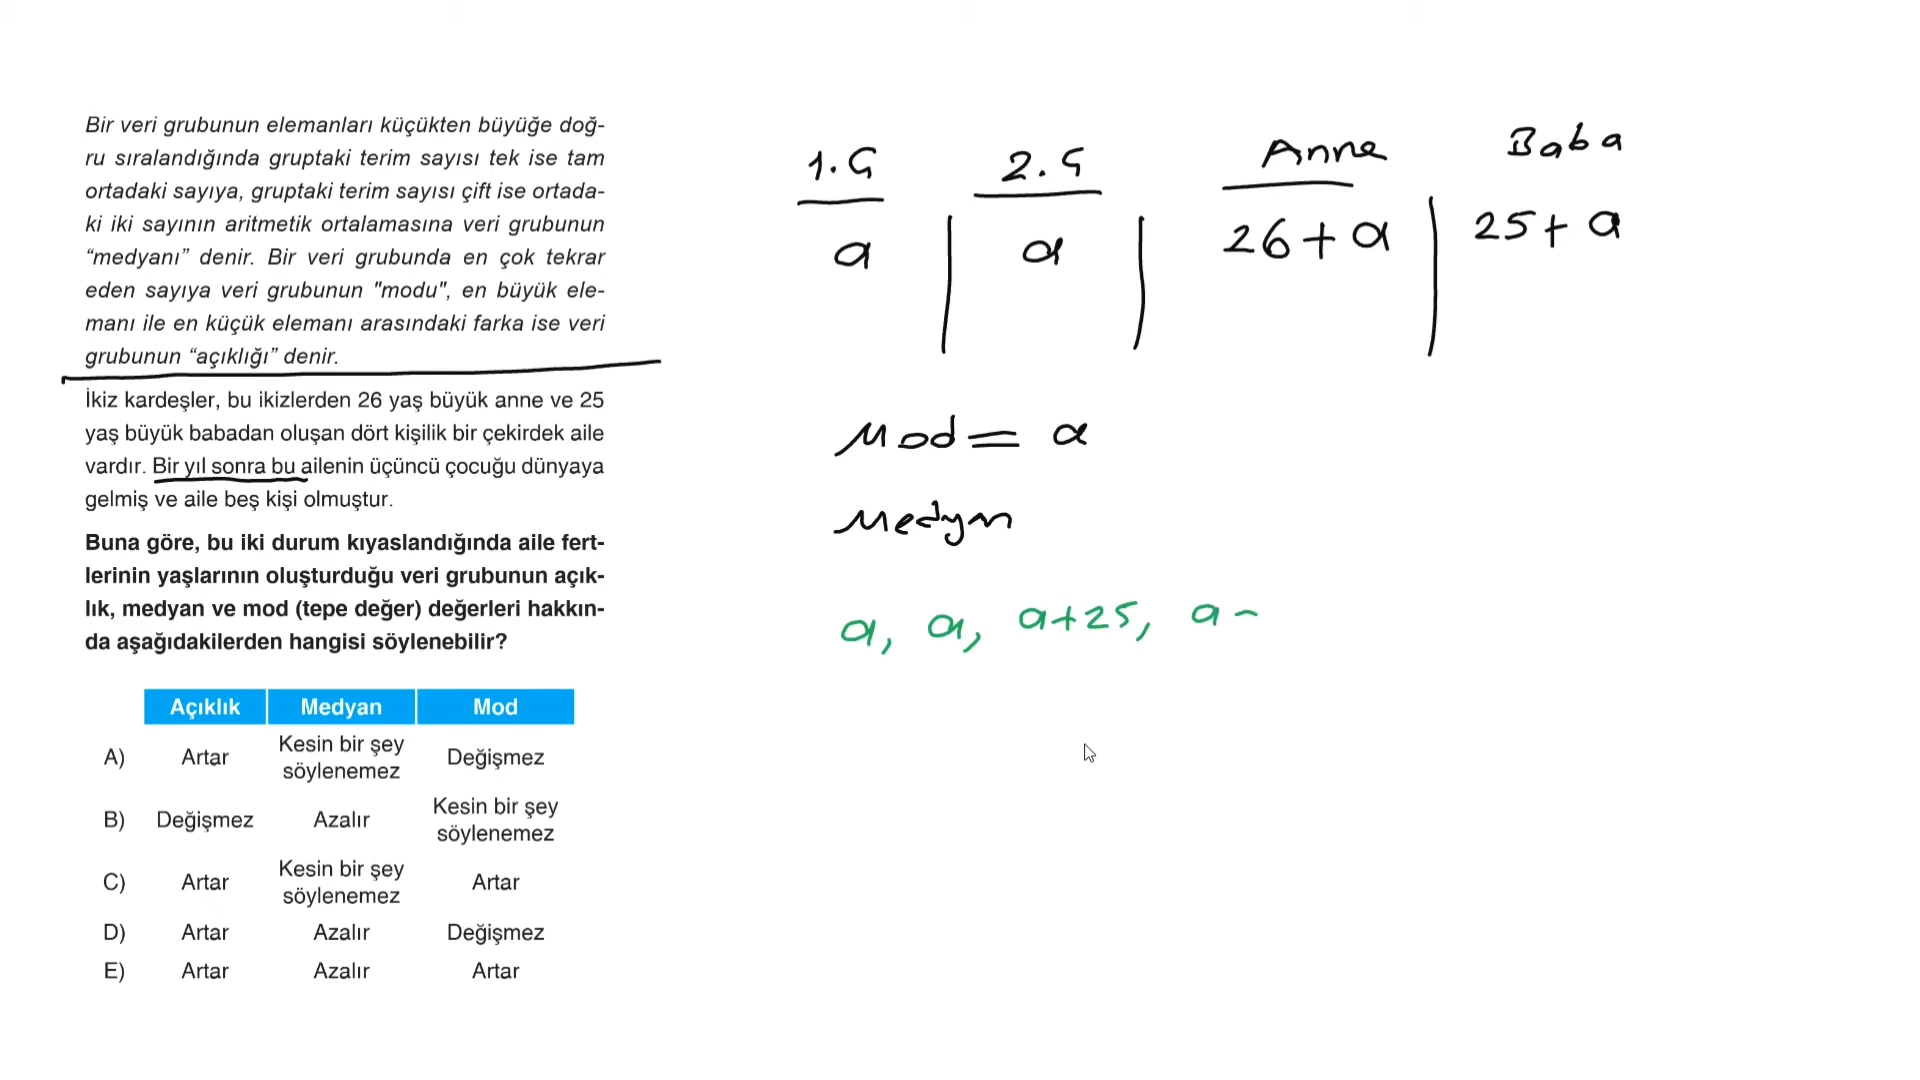 Bir veri grubunun elemanları küçükten büyüğe doğ-
ru sıralandığında gruptaki terim sayısı tek ise tam
ortadaki sayıya, gruptaki terim sayısı çift ise ortada-
ki iki sayının aritmetik ortalamasına veri grubunun
“medyanı” denir. Bir veri grubunda en çok tekrar
eden sayıya veri grubunun "modu", en büyük ele-
manı ile en küçük elemanı arasındaki farka ise veri
grubunun “açıklığı” denir.
İkiz kardeşler, bu ikizlerden 26 yaş büyük anne ve 25
yaş büyük babadan oluşan dört kişilik bir çekirdek aile
vardır. Bir yıl sonra bu ailenin üçüncü çocuğu dünyaya
gelmiş ve aile beş kişi olmuştur.
Buna göre, bu iki durum kıyaslandığında aile fert-
lerinin yaşlarının oluşturduğu veri grubunun açık-
lık, medyan ve mod (tepe değer) değerleri hakkın-
da aşağıdakilerden hangisi söylenebilir?
Açıklık Medyan Mod
A) Artar Kesin bir şey söylenemez Değişmez
B) Değişmez Azalır Kesin bir şey söylenemez
C) Artar Kesin bir şey söylenemez Artar
D) Artar Azalır Değişmez
E) Artar Azalır Artar
1.Ç 2.Ç Anne Baba
a a 26+a 25+a
Mod = a
Medyan
a, a, a+25, a -